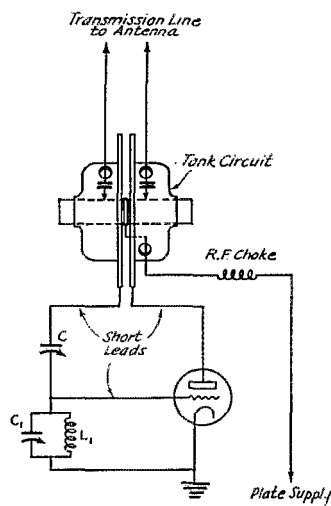 Transmission Line
to Antenna
Tank Circuit
R.F. Choke
C
Short
Leads
C1
L1
Plate Supply